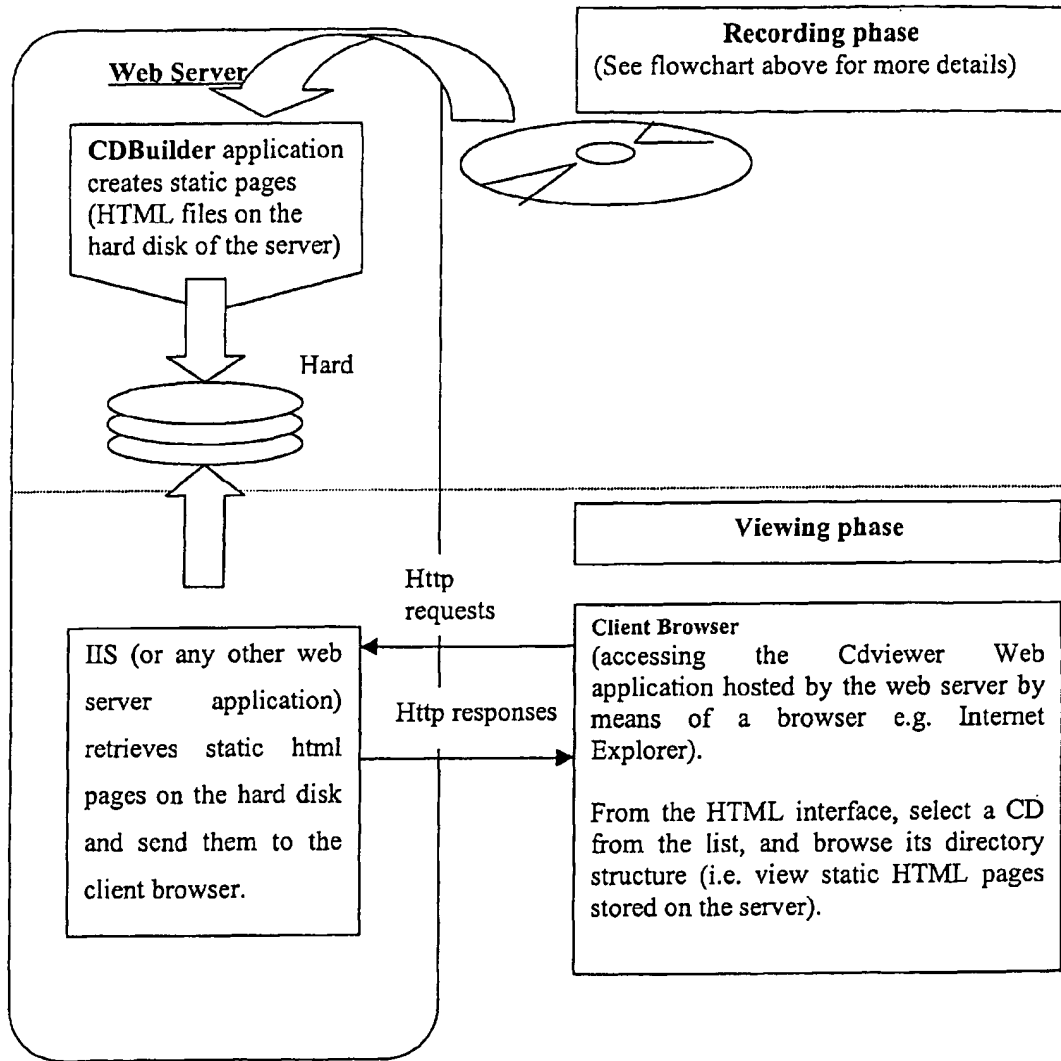 Recording phase
(See flowchart above for more details)
Web Server
CDBuilder application
creates static pages
(HTML files on the
hard disk of the server)
Hard
Viewing phase
Http
requests
IIS (or any other web
server application)
retrieves static html
pages on the hard disk
and send them to the
client browser.
Http responses
Client Browser
(accessing the Cdviewer Web
application hosted by the web server by
means of a browser e.g. Internet
Explorer).
From the HTML interface, select a CD
from the list, and browse its directory
structure (i.e. view static HTML pages
stored on the server).